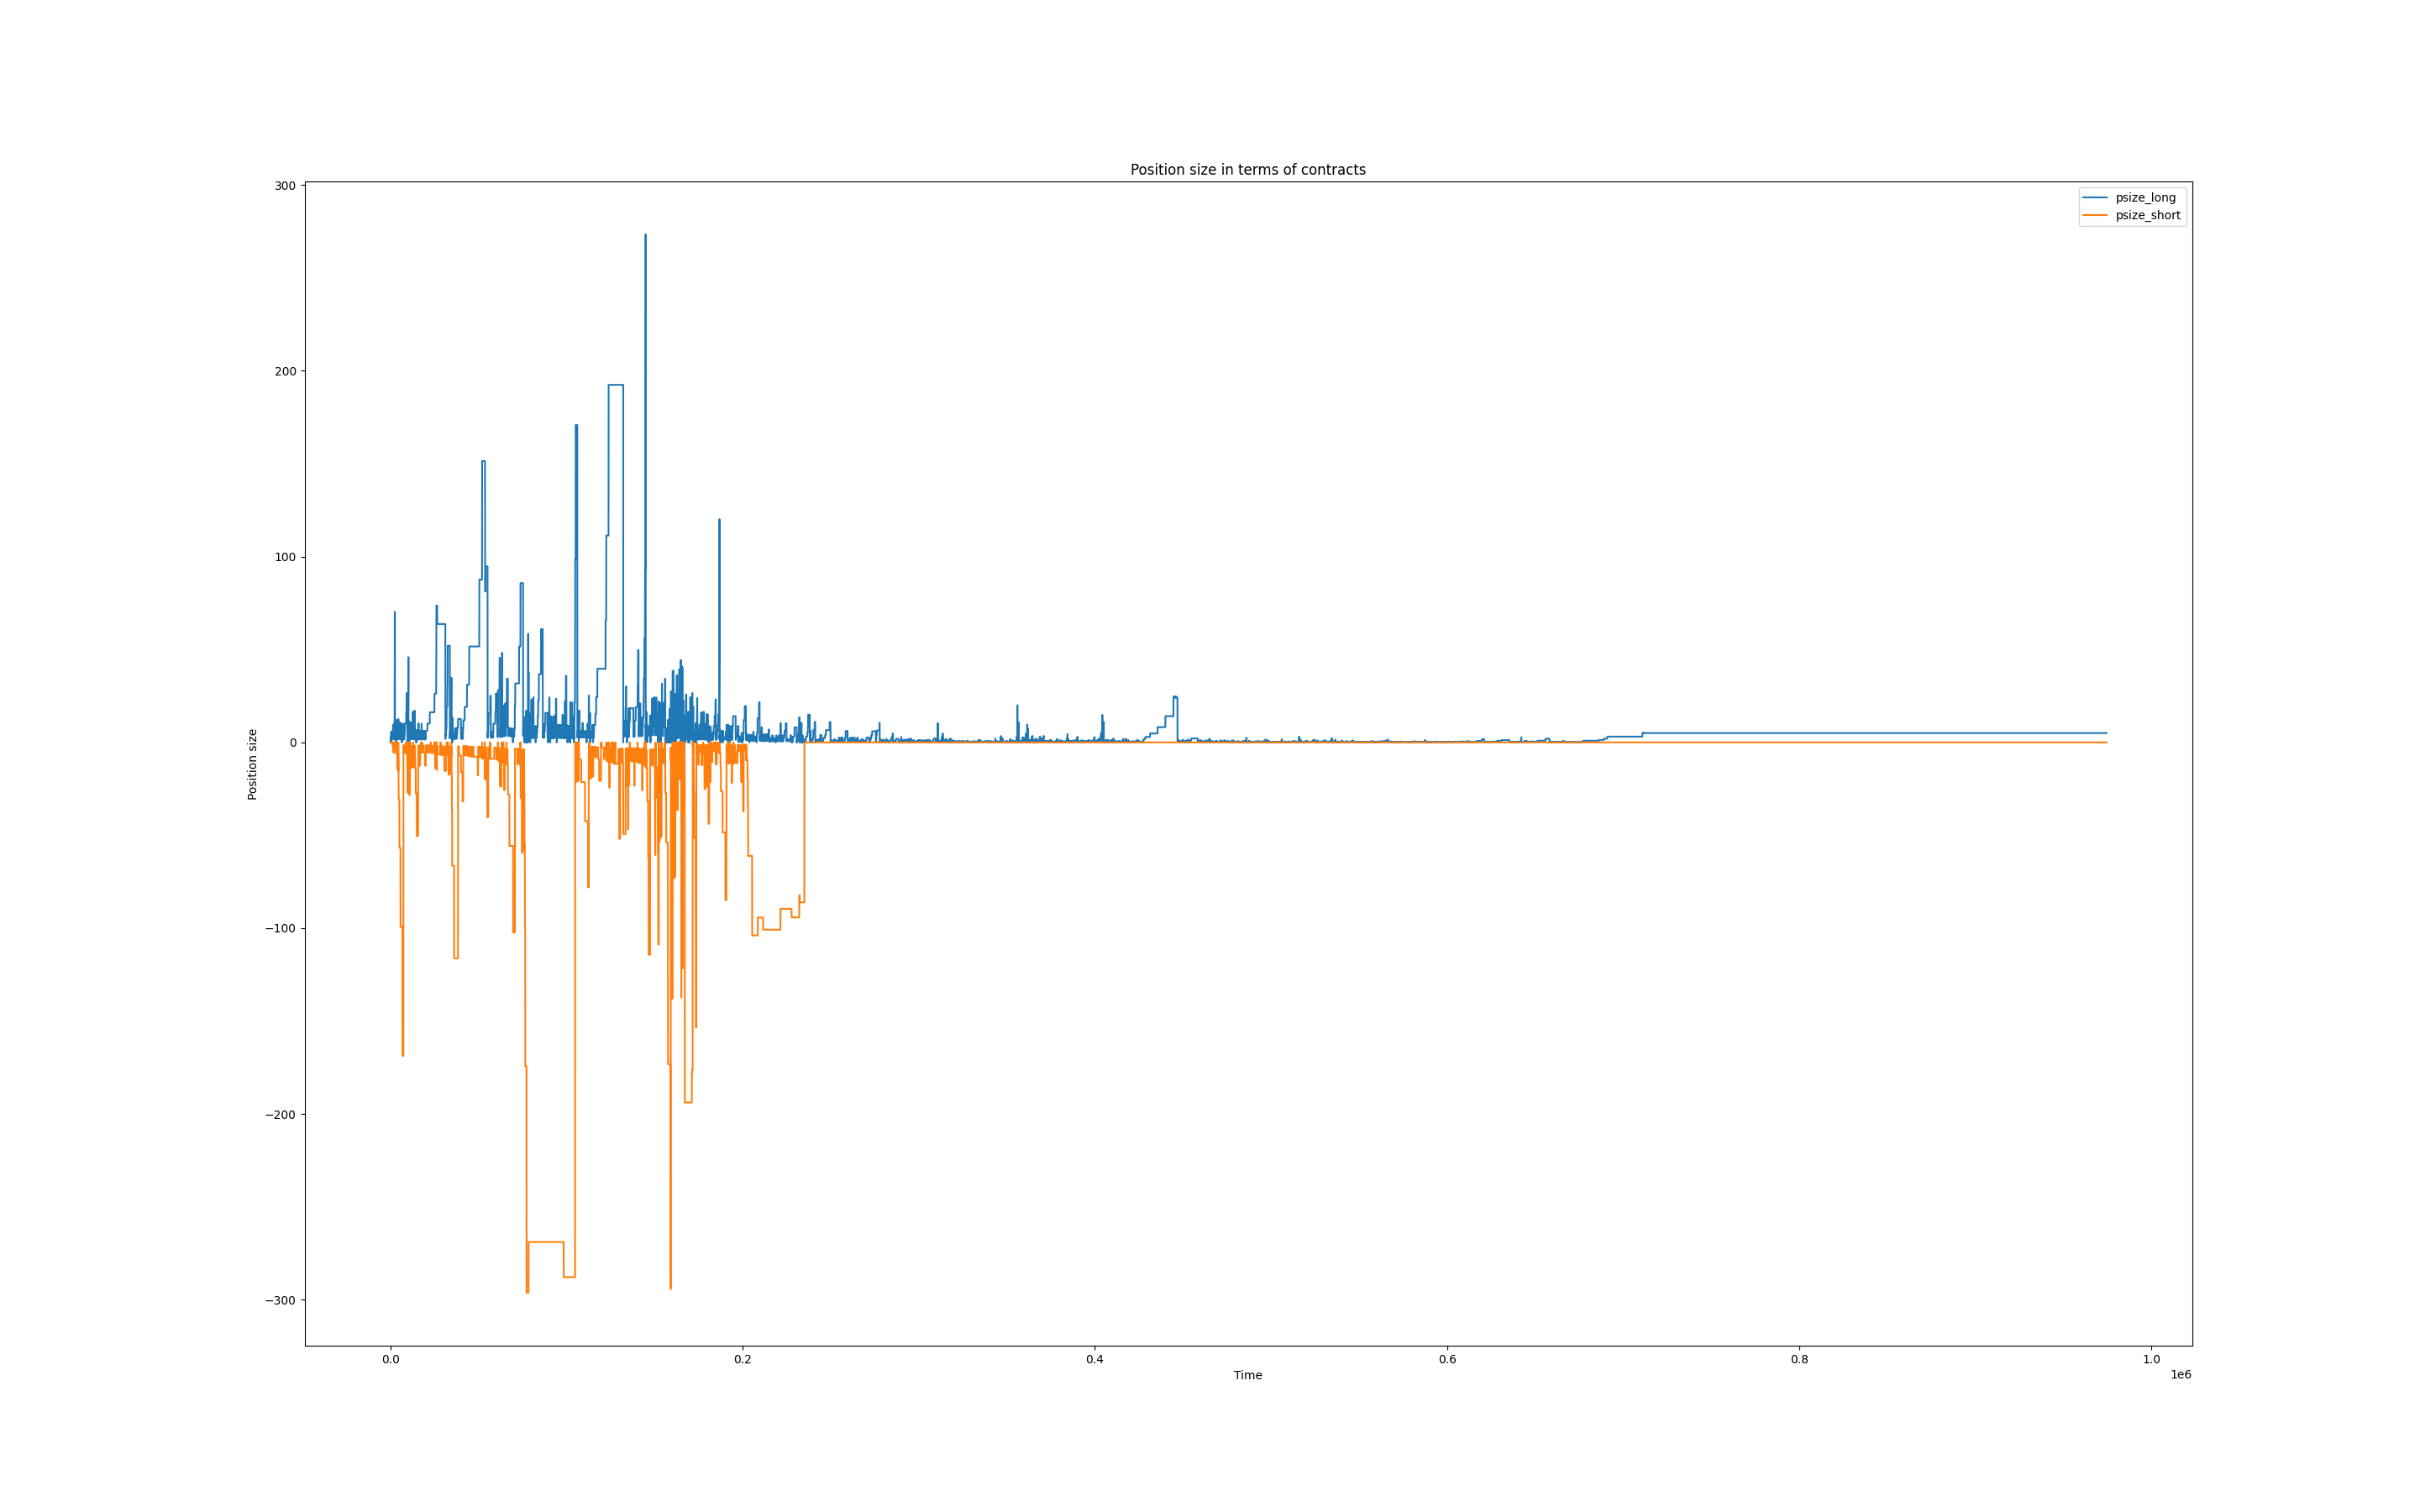 Position size in terms of contracts
psize_long
psize_short
300
200
100
0
−100
−200
−300
Position size
0.0
0.2
0.4
0.6
0.8
1.0
1e6
Time